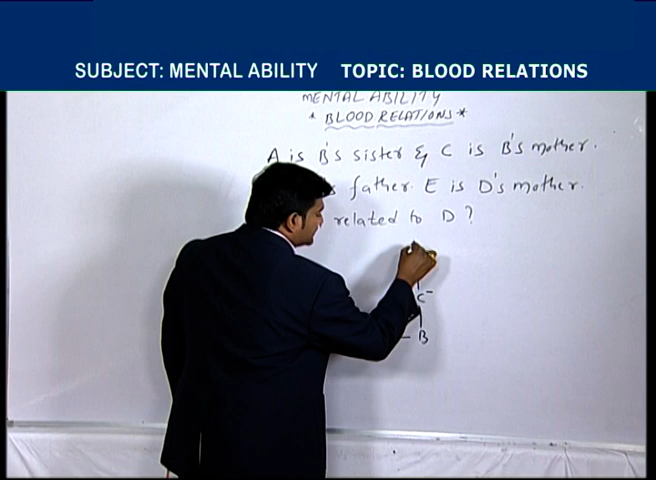 SUBJECT: MENTAL ABILITY TOPIC: BLOOD RELATIONS
MENTAL ABILITY
* BLOOD RELATIONS *
A is B's sister & C is B's mother.
father. E is D's mother.
related to D ?
C -
- B